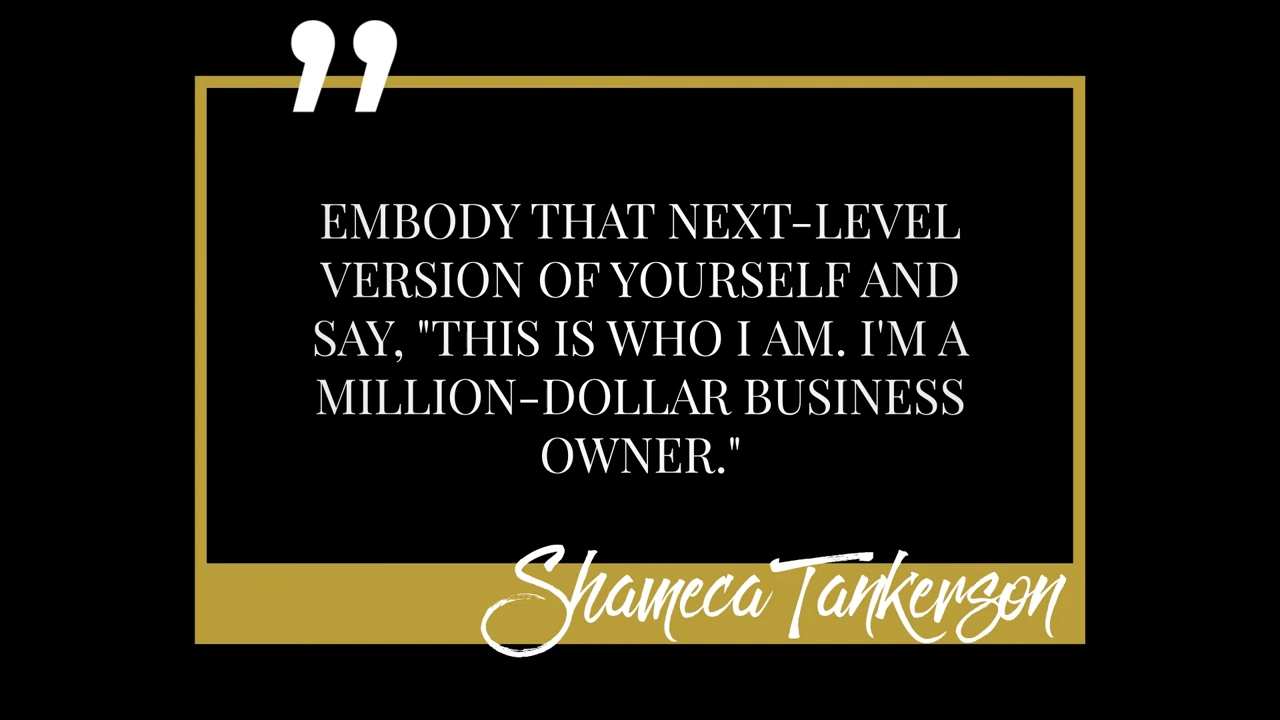 ”
EMBODY THAT NEXT-LEVEL
VERSION OF YOURSELF AND
SAY, "THIS IS WHO I AM. I'M A
MILLION-DOLLAR BUSINESS
OWNER."
Shameca Tankerson